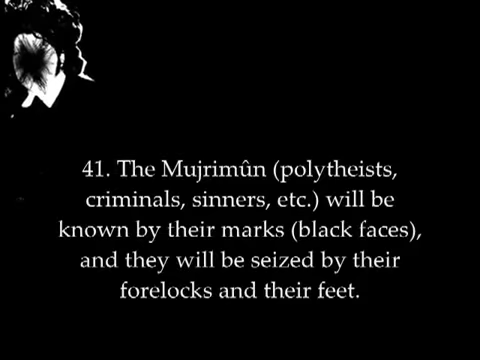 41. The Mujrimûn (polytheists,
criminals, sinners, etc.) will be
known by their marks (black faces),
and they will be seized by their
forelocks and their feet.